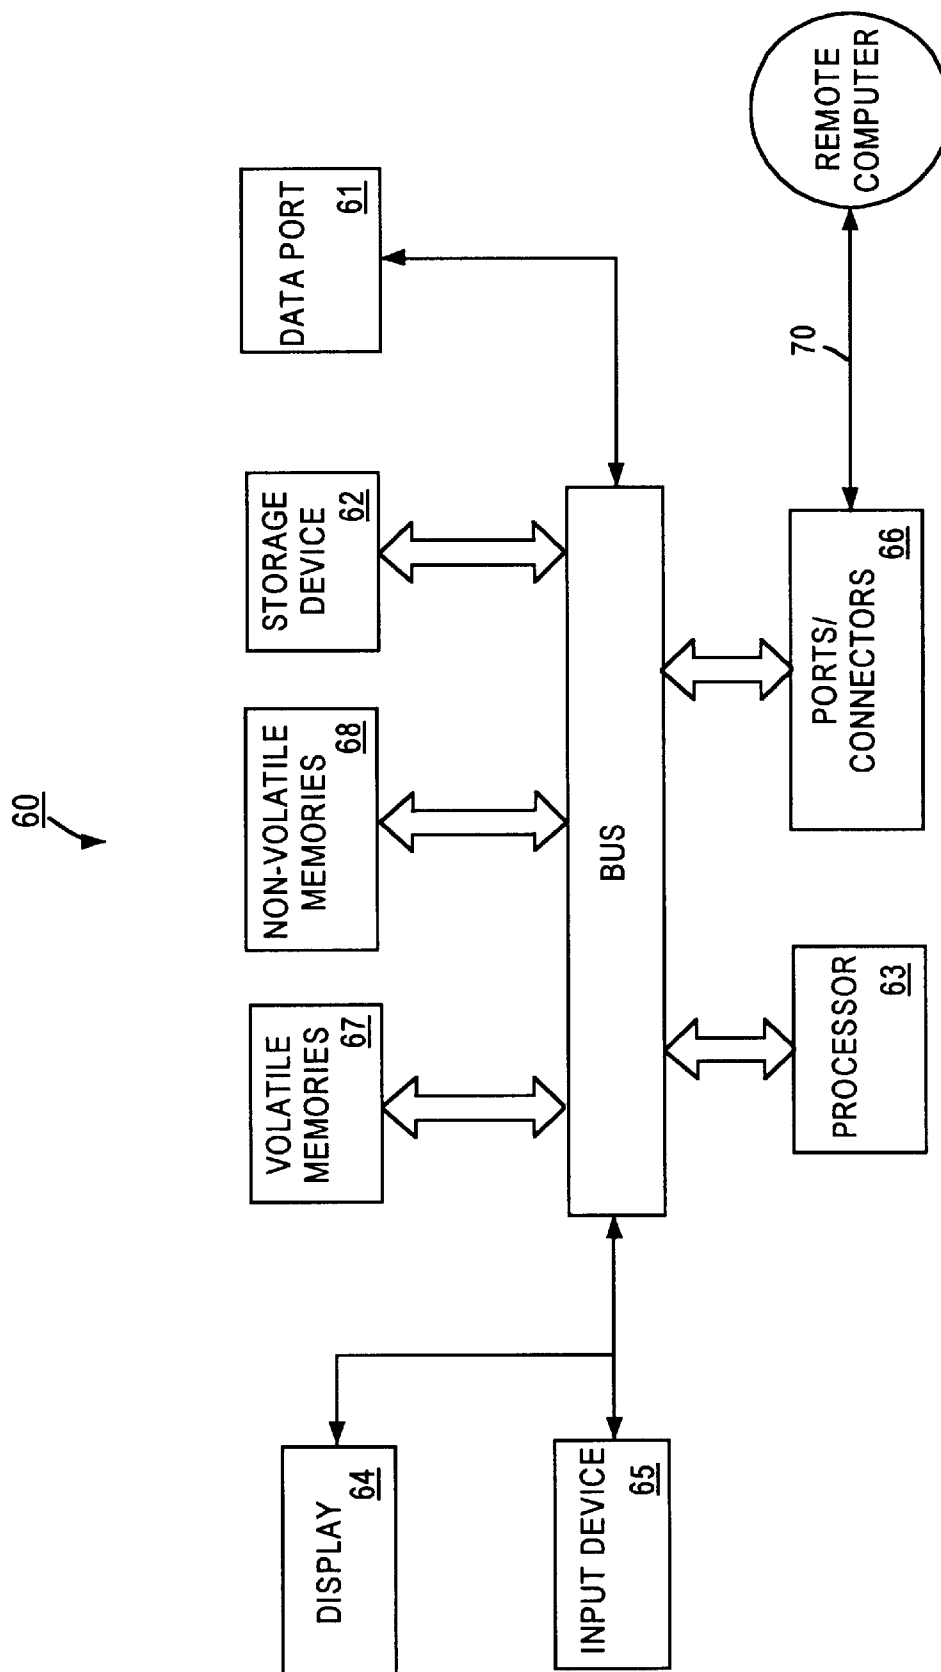 60
VOLATILE
MEMORIES
67
NON-VOLATILE
MEMORIES
68
STORAGE
DEVICE
62
DATA PORT
61
DISPLAY
64
INPUT DEVICE
65
BUS
PROCESSOR
63
PORTS/
CONNECTORS
66
70
REMOTE
COMPUTER